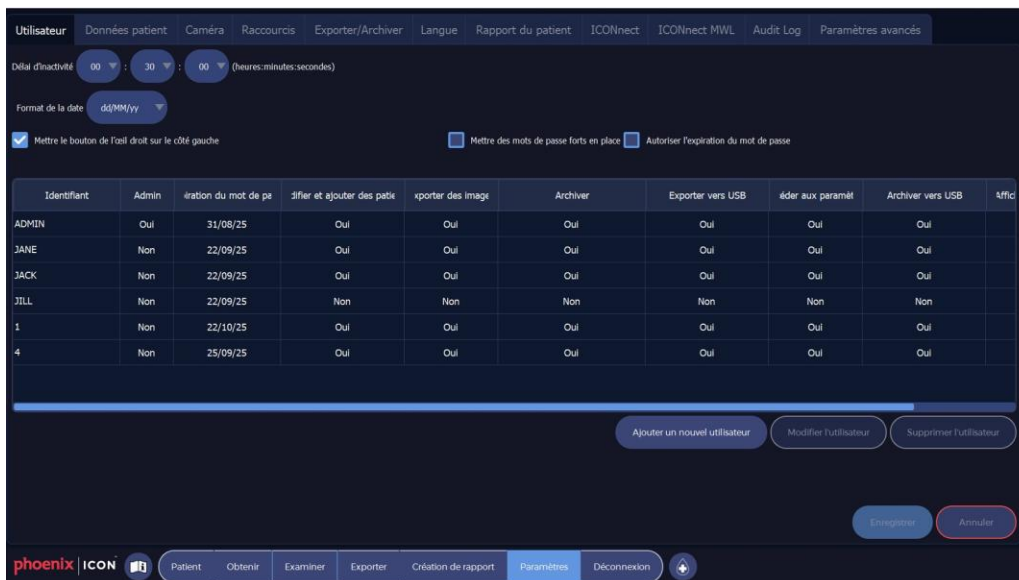 Utilisateur Données patient Caméra Raccourcis Exporter/Archiver Langue Rapport du patient ICONnect ICONnect MWL Audit Log Paramètres avancés
Délai d'inactivité 00 : 30 : 00 (heures:minutes:secondes)
Format de la date dd/MM/yy
Mettre le bouton de l'œil droit sur le côté gauche Mettre des mots de passe forts en place Autoriser l'expiration du mot de passe
Identifiant Admin ération du mot de pa difier et ajouter des patie xporter des image Archiver Exporter vers USB éder aux paramèt Archiver vers USB Affic
ADMIN Oui 31/08/25 Oui Oui Oui Oui Oui Oui
JANE Non 22/09/25 Oui Oui Oui Oui Oui Oui
JACK Non 22/09/25 Oui Oui Oui Oui Oui Oui
JILL Non 22/09/25 Non Non Non Non Non Non
1 Non 22/10/25 Oui Oui Oui Oui Oui Oui
4 Non 25/09/25 Oui Oui Oui Oui Oui Oui
Ajouter un nouvel utilisateur Modifier l'utilisateur Supprimer l'utilisateur
Enregistrer Annuler
phoenix ICON Patient Obtenir Examiner Exporter Création de rapport Paramètres Déconnexion